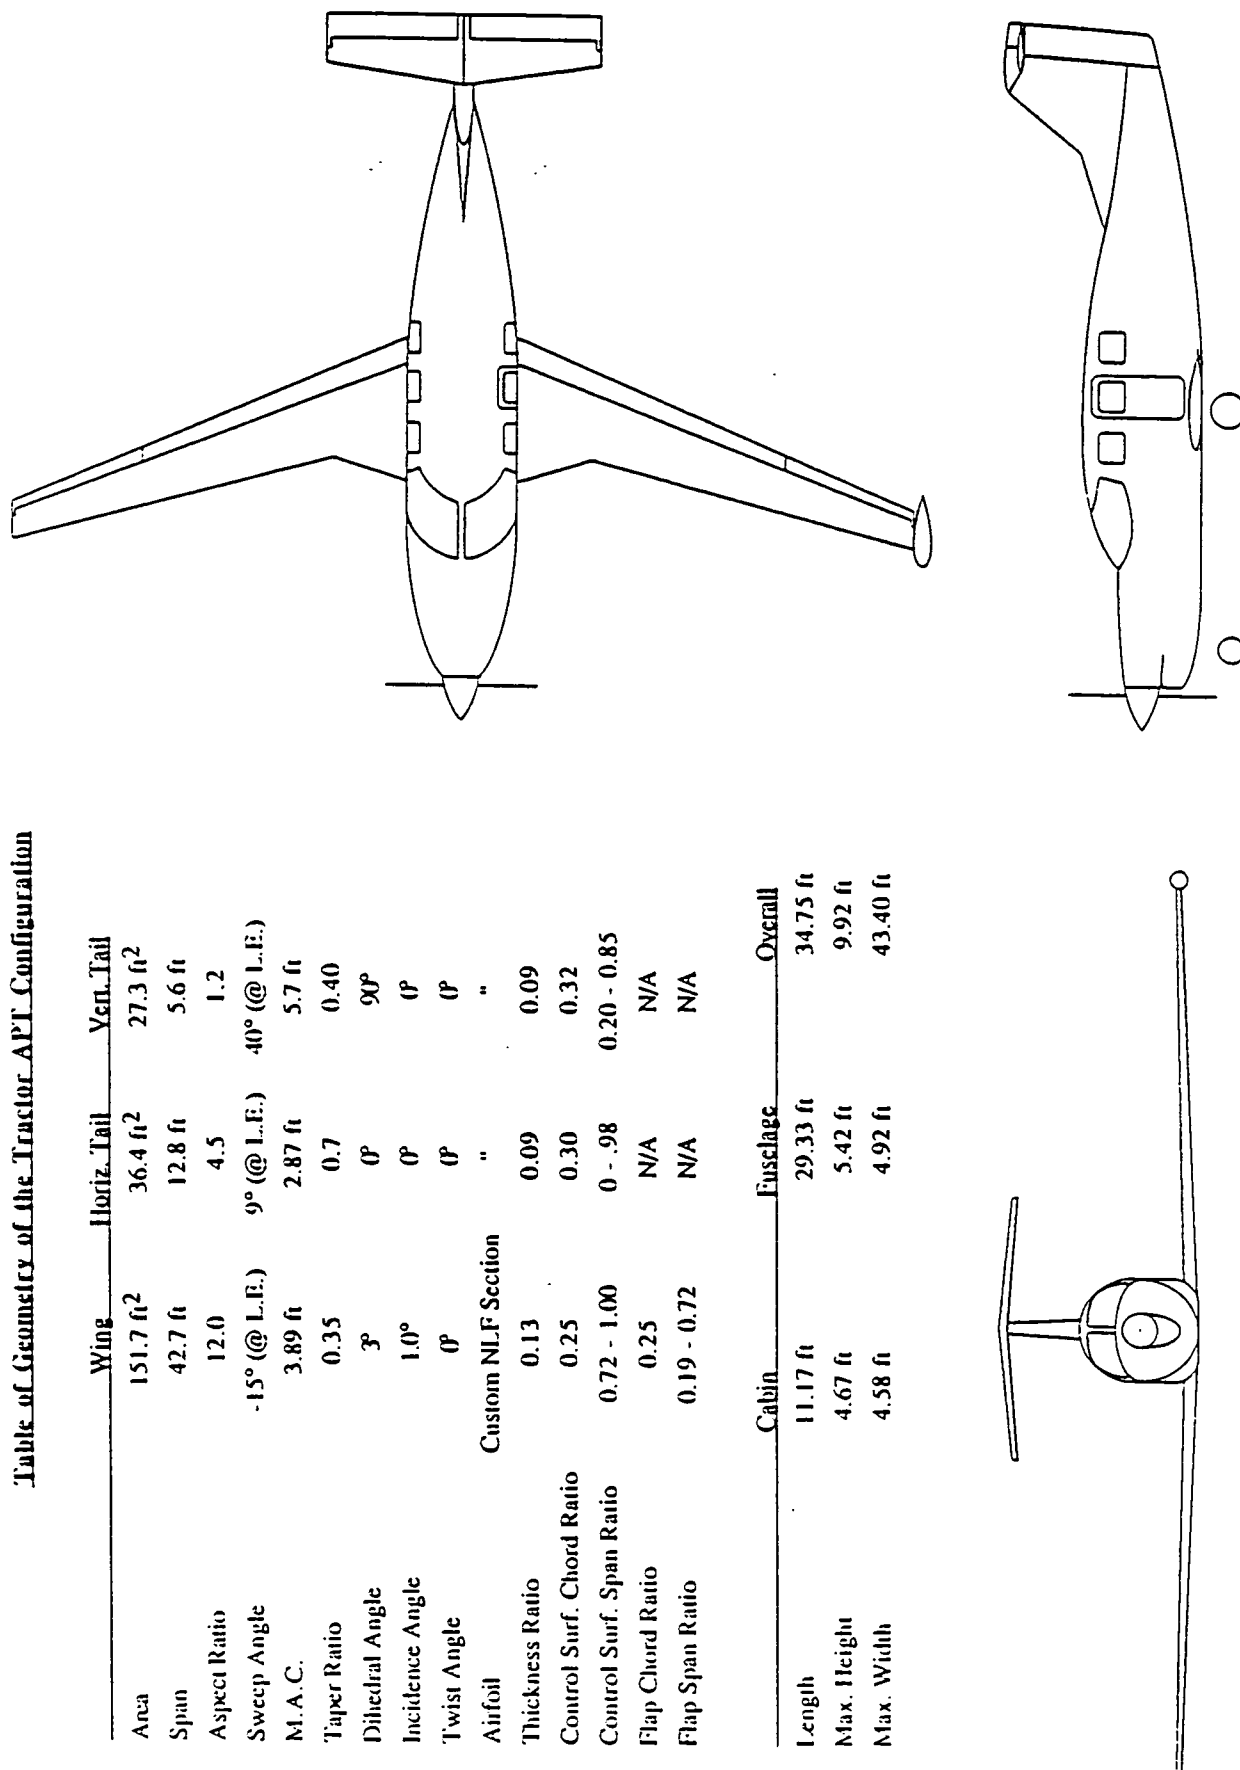 Table of Geometry of the Tractor APT Configuration
Wing Horiz. Tail Vert. Tail
Area 151.7 ft2 36.4 ft2 27.3 ft2
Span 42.7 ft 12.8 ft 5.6 ft
Aspect Ratio 12.0 4.5 1.2
Sweep Angle -15° (@ L.E.) 9° (@ L.E.) 40° (@ L.E.)
M.A.C. 3.89 ft 2.87 ft 5.7 ft
Taper Ratio 0.35 0.7 0.40
Dihedral Angle 3° 0° 90°
Incidence Angle 1.0° 0° 0°
Twist Angle 0° 0° 0°
Airfoil Custom NLF Section " "
Thickness Ratio 0.13 0.09 0.09
Control Surf. Chord Ratio 0.25 0.30 0.32
Control Surf. Span Ratio 0.72 - 1.00 0 - .98 0.20 - 0.85
Flap Chord Ratio 0.25 N/A N/A
Flap Span Ratio 0.19 - 0.72 N/A N/A
Cabin Fuselage Overall
Length 11.17 ft 29.33 ft 34.75 ft
Max. Height 4.67 ft 5.42 ft 9.92 ft
Max. Width 4.58 ft 4.92 ft 43.40 ft